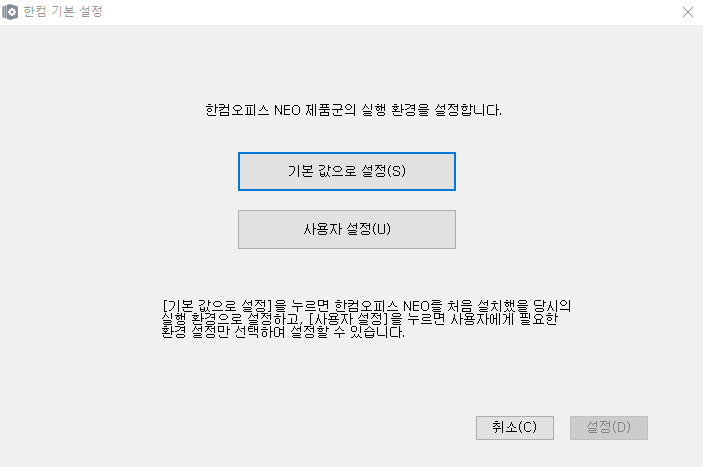 한컴 기본 설정
한컴오피스 NEO 제품군의 실행 환경을 설정합니다.
기본 값으로 설정(S)
사용자 설정(U)
[기본 값으로 설정]을 누르면 한컴오피스 NEO를 처음 설치했을 당시의
실행 환경으로 설정하고, [사용자 설정]을 누르면 사용자에게 필요한
환경 설정만 선택하여 설정할 수 있습니다.
취소(C)
설정(D)